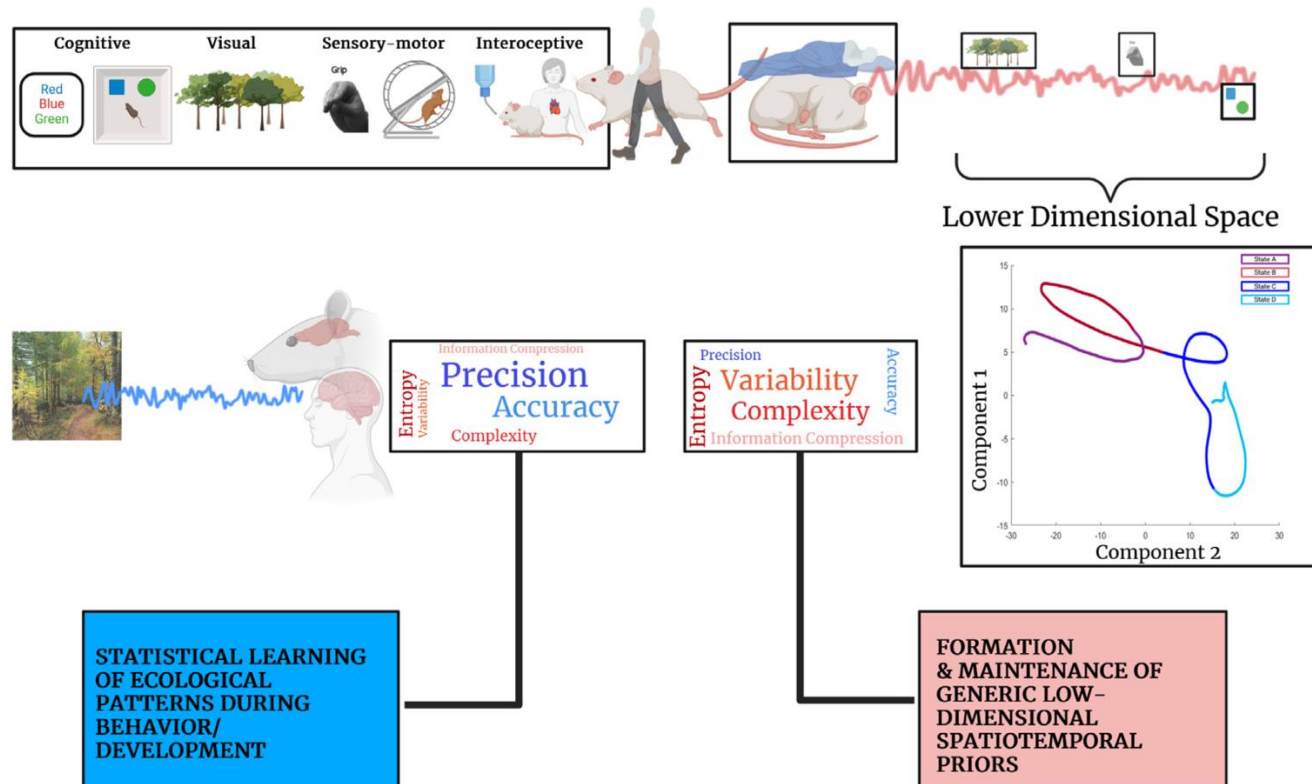 Cognitive
Visual
Sensory-motor
Interoceptive
Red
Blue
Green
Grip
Lower Dimensional Space
State A
State B
State C
State D
15
10
5
0
-5
-10
-15
-30
-20
-10
0
10
20
30
Component 1
Component 2
Information Compression
Precision
Accuracy
Entropy
Variability
Complexity
Precision
Variability
Complexity
Entropy
Accuracy
Information Compression
STATISTICAL LEARNING
OF ECOLOGICAL
PATTERNS DURING
BEHAVIOR/
DEVELOPMENT
FORMATION
& MAINTENANCE OF
GENERIC LOW-
DIMENSIONAL
SPATIOTEMPORAL
PRIORS